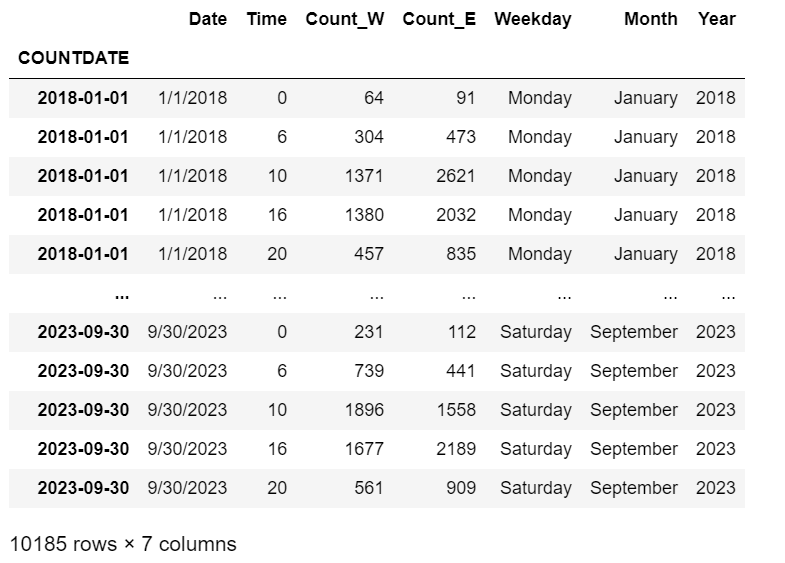 Date Time Count_W Count_E Weekday Month Year
COUNTDATE
2018-01-01 1/1/2018 0 64 91 Monday January 2018
2018-01-01 1/1/2018 6 304 473 Monday January 2018
2018-01-01 1/1/2018 10 1371 2621 Monday January 2018
2018-01-01 1/1/2018 16 1380 2032 Monday January 2018
2018-01-01 1/1/2018 20 457 835 Monday January 2018
... ... ... ... ... ... ... ...
2023-09-30 9/30/2023 0 231 112 Saturday September 2023
2023-09-30 9/30/2023 6 739 441 Saturday September 2023
2023-09-30 9/30/2023 10 1896 1558 Saturday September 2023
2023-09-30 9/30/2023 16 1677 2189 Saturday September 2023
2023-09-30 9/30/2023 20 561 909 Saturday September 2023
10185 rows × 7 columns